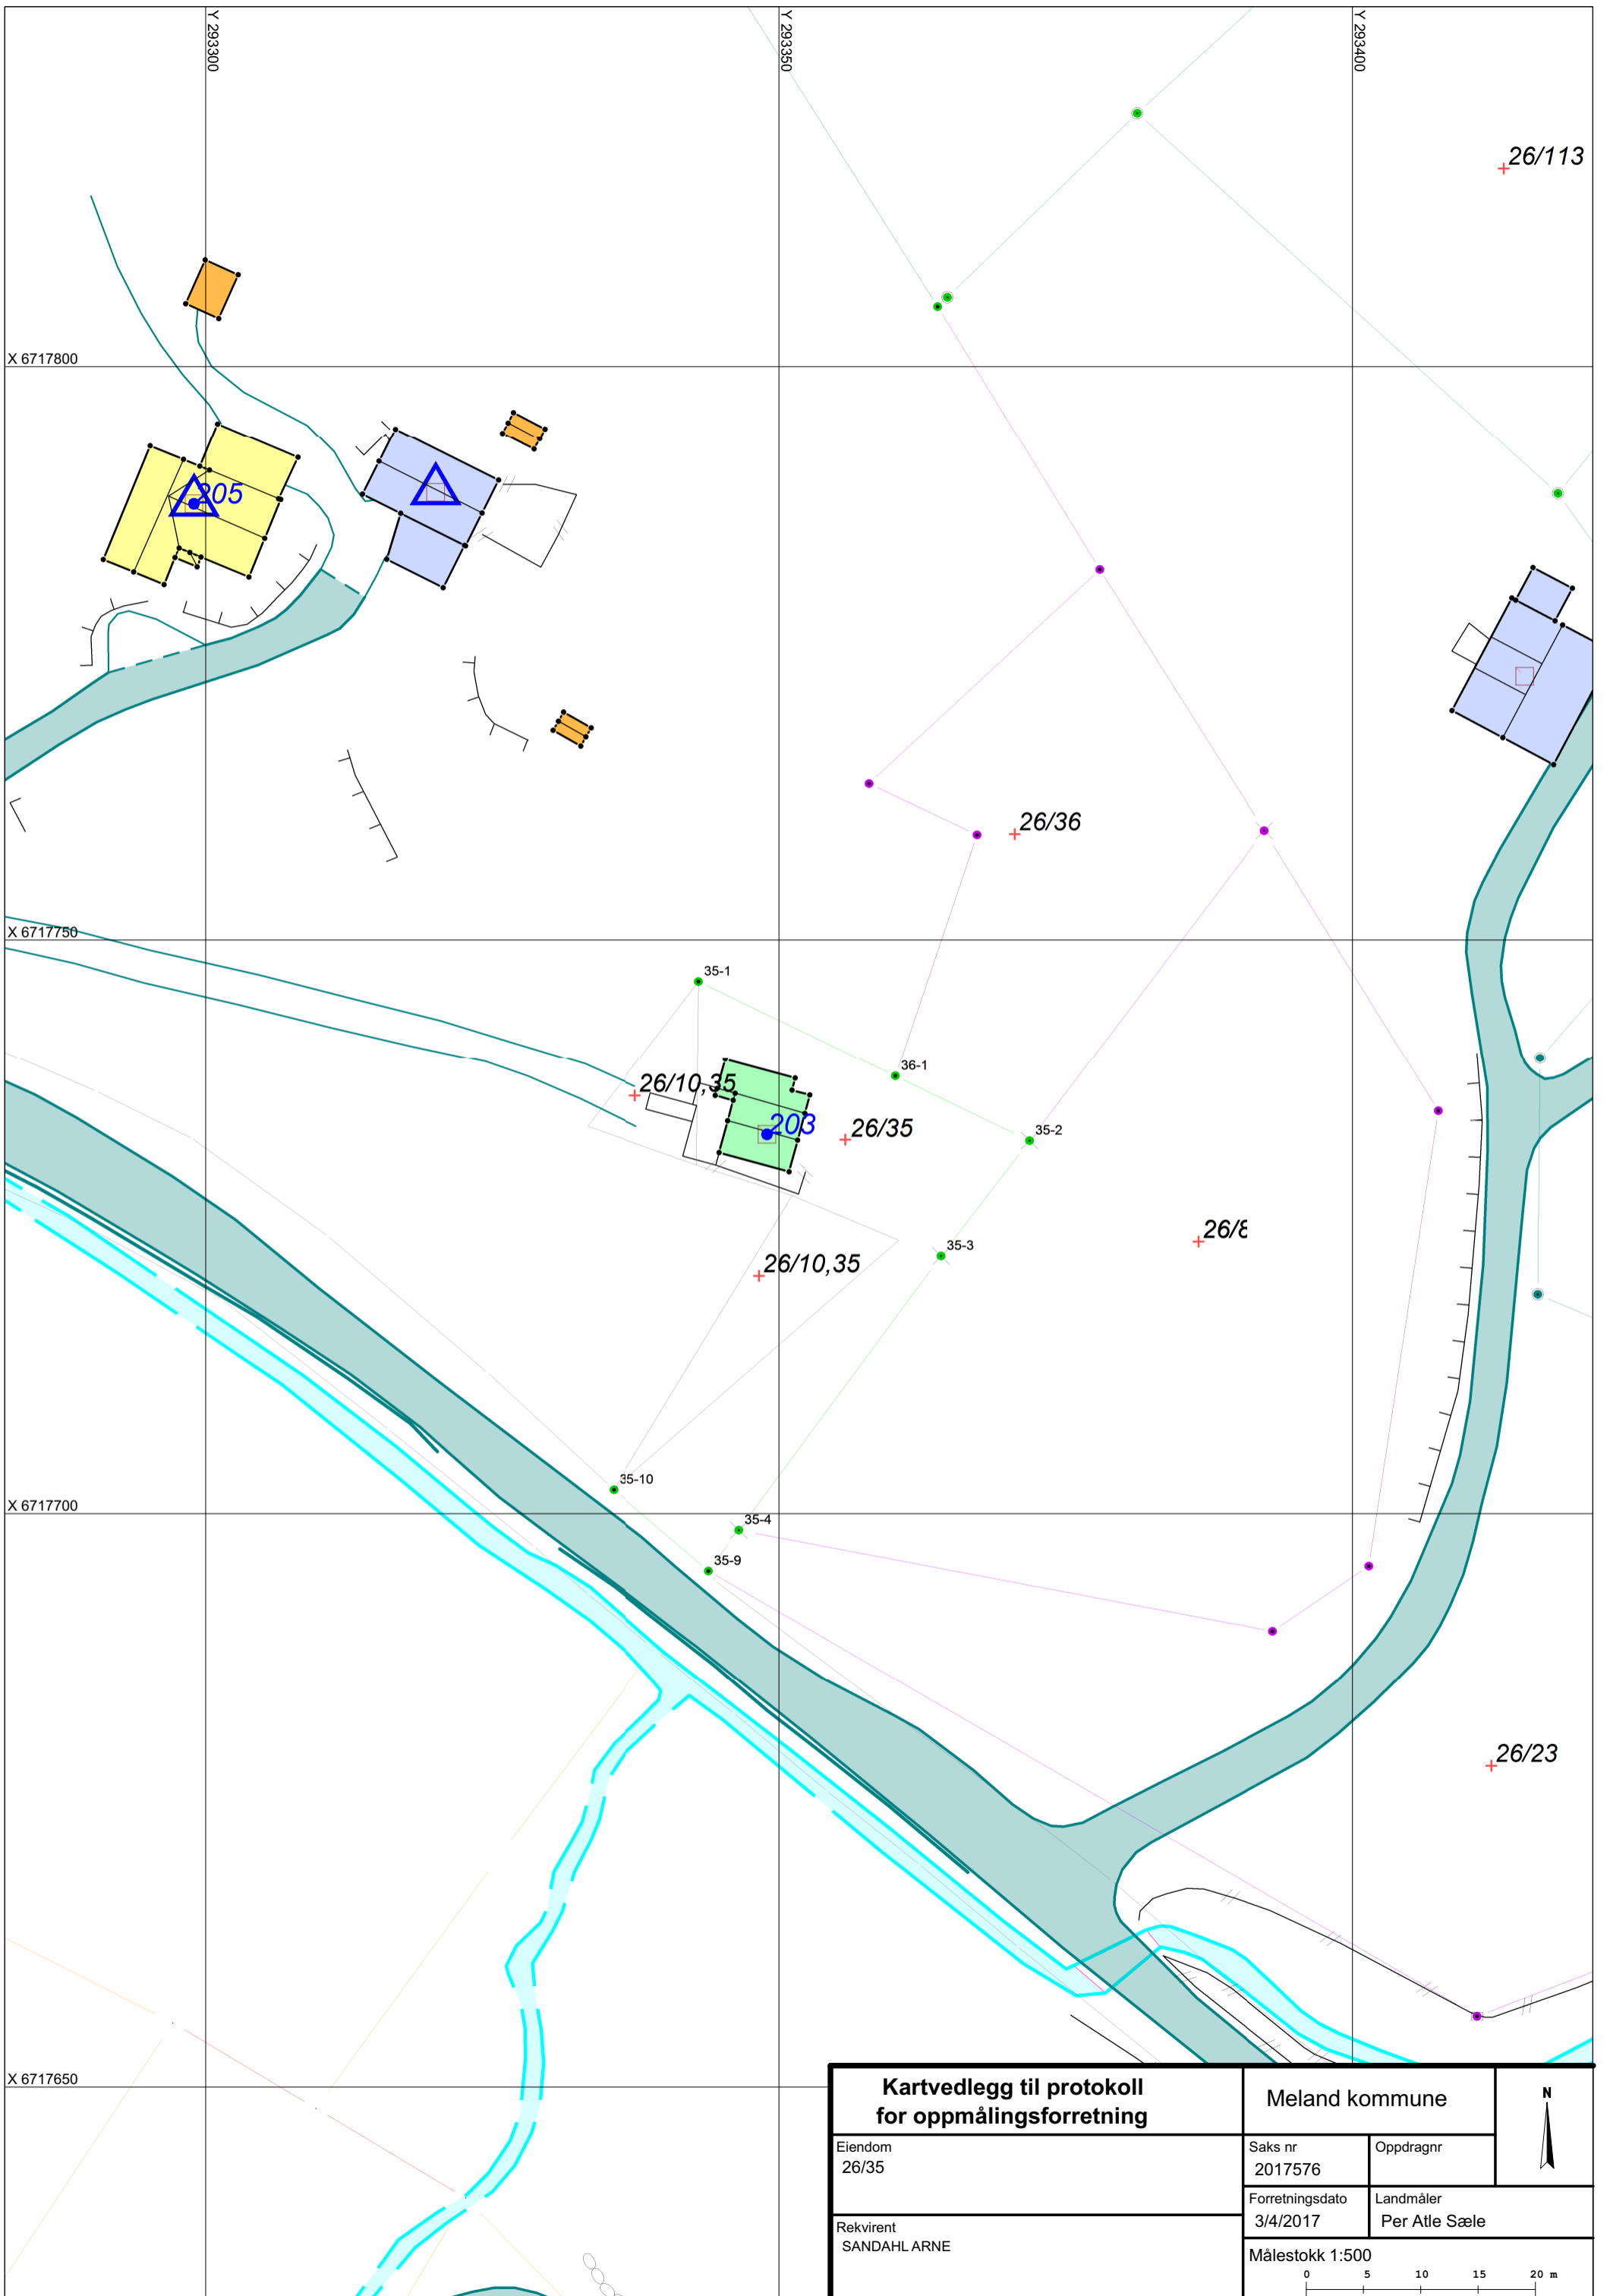 Y 293300
Y 293350
Y 293400
26/113
X 6717800
205
26/36
X 6717750
35-1
36-1
26/10,35
203
26/35
35-2
26/8
35-3
26/10,35
35-10
X 6717700
35-4
35-9
26/23
X 6717650
Kartvedlegg til protokoll
for oppmålingsforretning
Meland kommune
N
Eiendom
26/35
Saks nr
2017576
Oppdragnr
Forretningsdato
3/4/2017
Landmåler
Per Atle Sæle
Rekvirent
SANDAHL ARNE
Målestokk 1:500
0 5 10 15 20 m